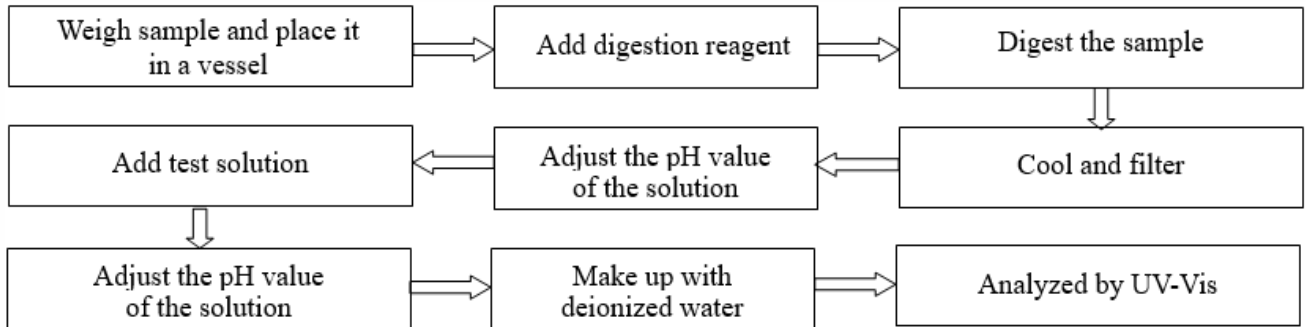 Weigh sample and place it
in a vessel
Add digestion reagent
Digest the sample
Cool and filter
Adjust the pH value
of the solution
Add test solution
Adjust the pH value
of the solution
Make up with
deionized water
Analyzed by UV-Vis